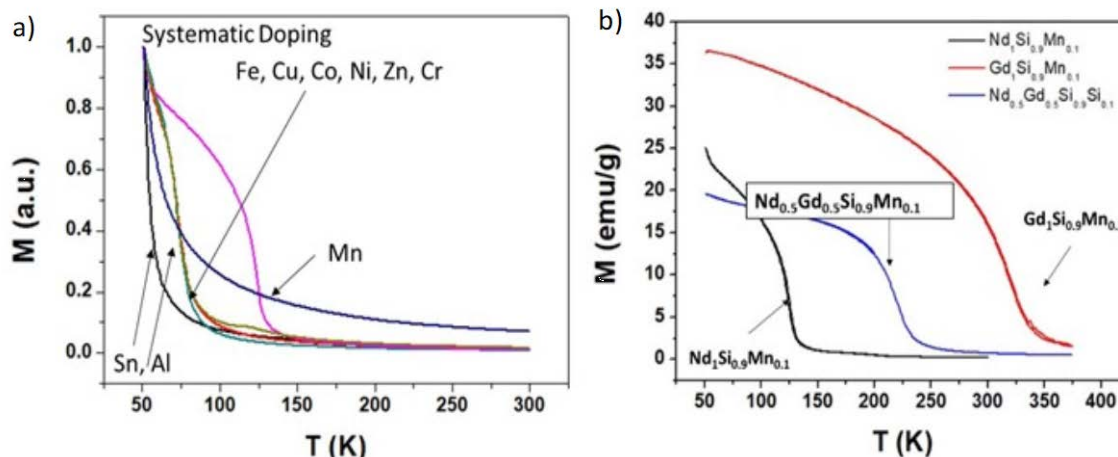 a)
Systematic Doping
Fe, Cu, Co, Ni, Zn, Cr
Mn
Sn, Al
M (a.u.)
1.0
0.8
0.6
0.4
0.2
0.0
50
100
150
200
250
300
T (K)
b)
Nd₁Si₀.₉Mn₀.₁
Gd₁Si₀.₉Mn₀.₁
Nd₀.₅Gd₀.₅Si₀.₉Si₀.₁
Nd₀.₅Gd₀.₅Si₀.₉Mn₀.₁
Gd₁Si₀.₉Mn₀.
Nd₁Si₀.₉Mn₀.₁
M (emu/g)
40
35
30
25
20
15
10
5
0
50
100
150
200
250
300
350
400
T (K)